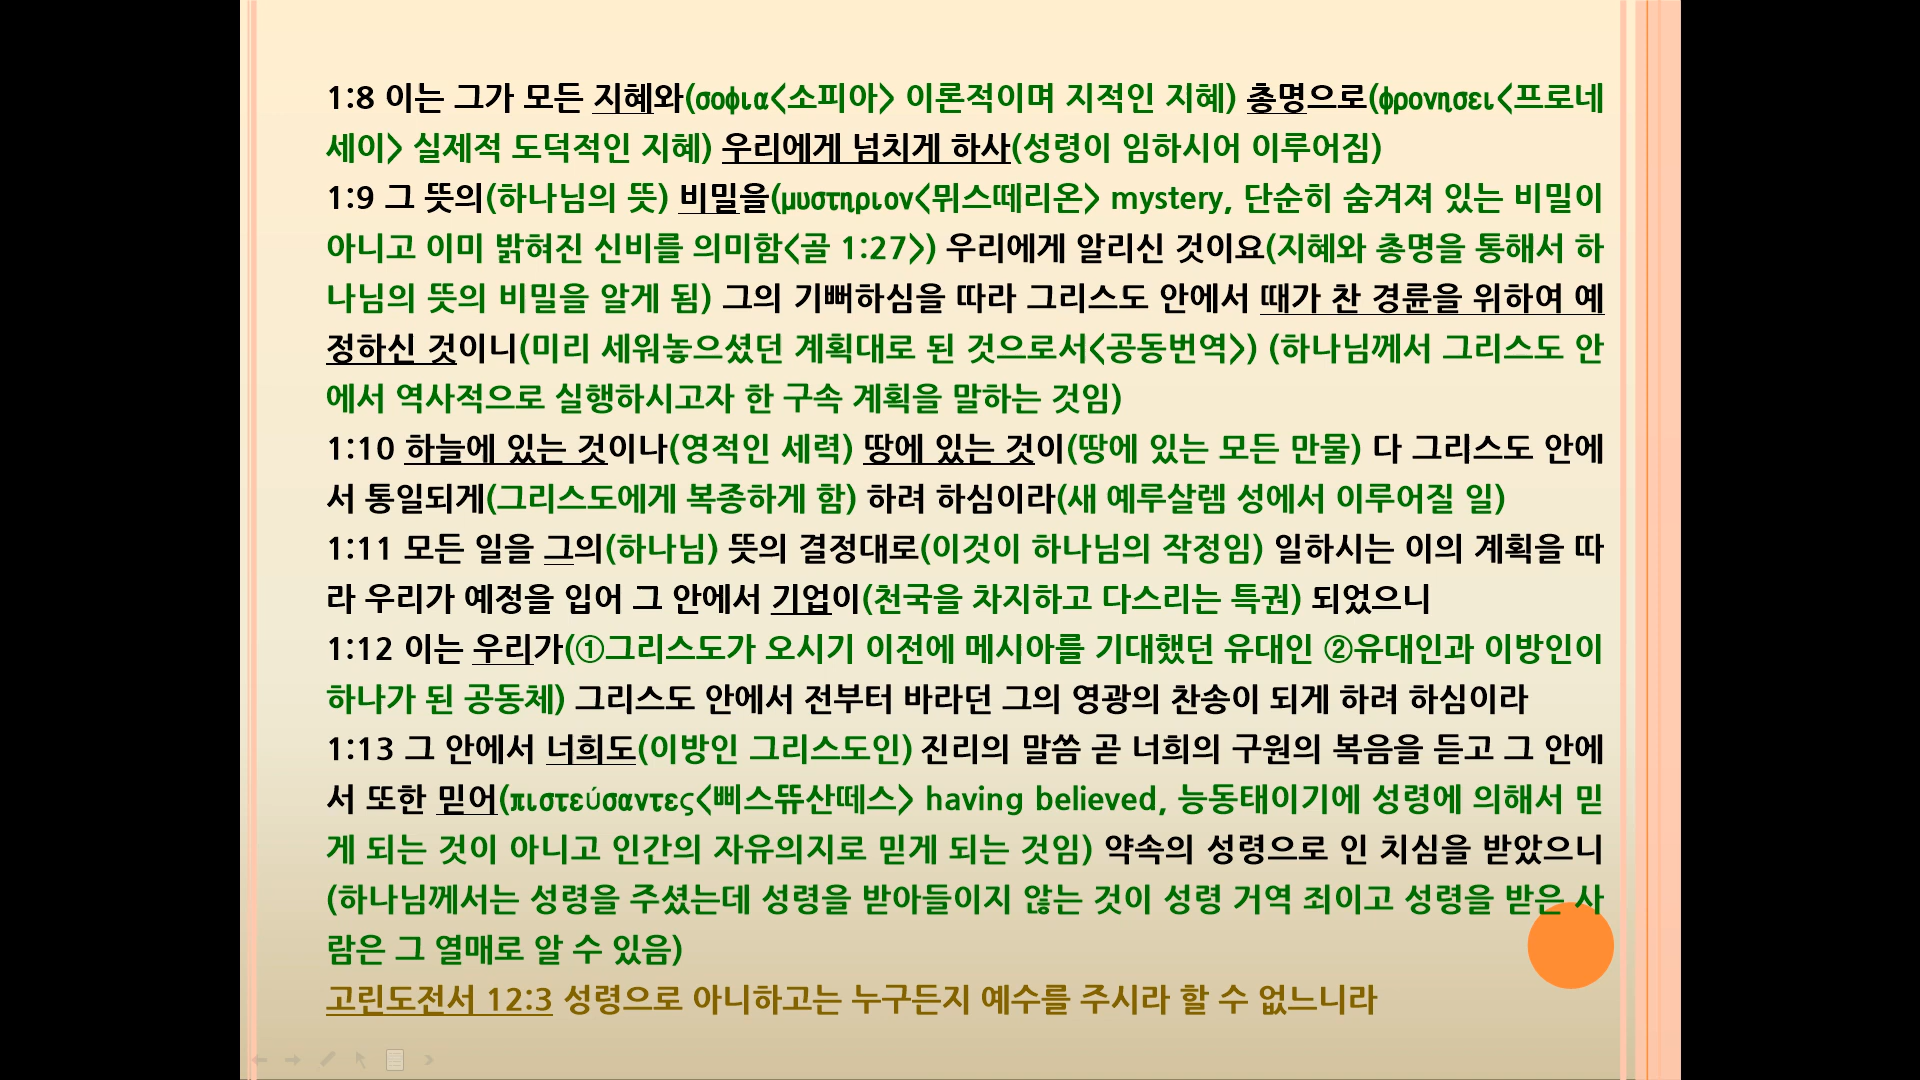 1:8 이는 그가 모든 지혜와(σοφια<소피아> 이론적이며 지적인 지혜) 총명으로(φρονησει<프로네
세이> 실제적 도덕적인 지혜) 우리에게 넘치게 하사(성령이 임하시어 이루어짐)
1:9 그 뜻의(하나님의 뜻) 비밀을(μυστηριον<뮈스떼리온> mystery, 단순히 숨겨져 있는 비밀이
아니고 이미 밝혀진 신비를 의미함<골 1:27>) 우리에게 알리신 것이요(지혜와 총명을 통해서 하
나님의 뜻의 비밀을 알게 됨) 그의 기뻐하심을 따라 그리스도 안에서 때가 찬 경륜을 위하여 예
정하신 것이니(미리 세워놓으셨던 계획대로 된 것으로서<공동번역>) (하나님께서 그리스도 안
에서 역사적으로 실행하시고자 한 구속 계획을 말하는 것임)
1:10 하늘에 있는 것이나(영적인 세력) 땅에 있는 것이(땅에 있는 모든 만물) 다 그리스도 안에
서 통일되게(그리스도에게 복종하게 함) 하려 하심이라(새 예루살렘 성에서 이루어질 일)
1:11 모든 일을 그의(하나님) 뜻의 결정대로(이것이 하나님의 작정임) 일하시는 이의 계획을 따
라 우리가 예정을 입어 그 안에서 기업이(천국을 차지하고 다스리는 특권) 되었으니
1:12 이는 우리가(①그리스도가 오시기 이전에 메시아를 기대했던 유대인 ②유대인과 이방인이
하나가 된 공동체) 그리스도 안에서 전부터 바라던 그의 영광의 찬송이 되게 하려 하심이라
1:13 그 안에서 너희도(이방인 그리스도인) 진리의 말씀 곧 너희의 구원의 복음을 듣고 그 안에
서 또한 믿어(πιστεύσαντες<삐스뜌산떼스> having believed, 능동태이기에 성령에 의해서 믿
게 되는 것이 아니고 인간의 자유의지로 믿게 되는 것임) 약속의 성령으로 인 치심을 받았으니
(하나님께서는 성령을 주셨는데 성령을 받아들이지 않는 것이 성령 거역 죄이고 성령을 받은 사
람은 그 열매로 알 수 있음)
고린도전서 12:3 성령으로 아니하고는 누구든지 예수를 주시라 할 수 없느니라